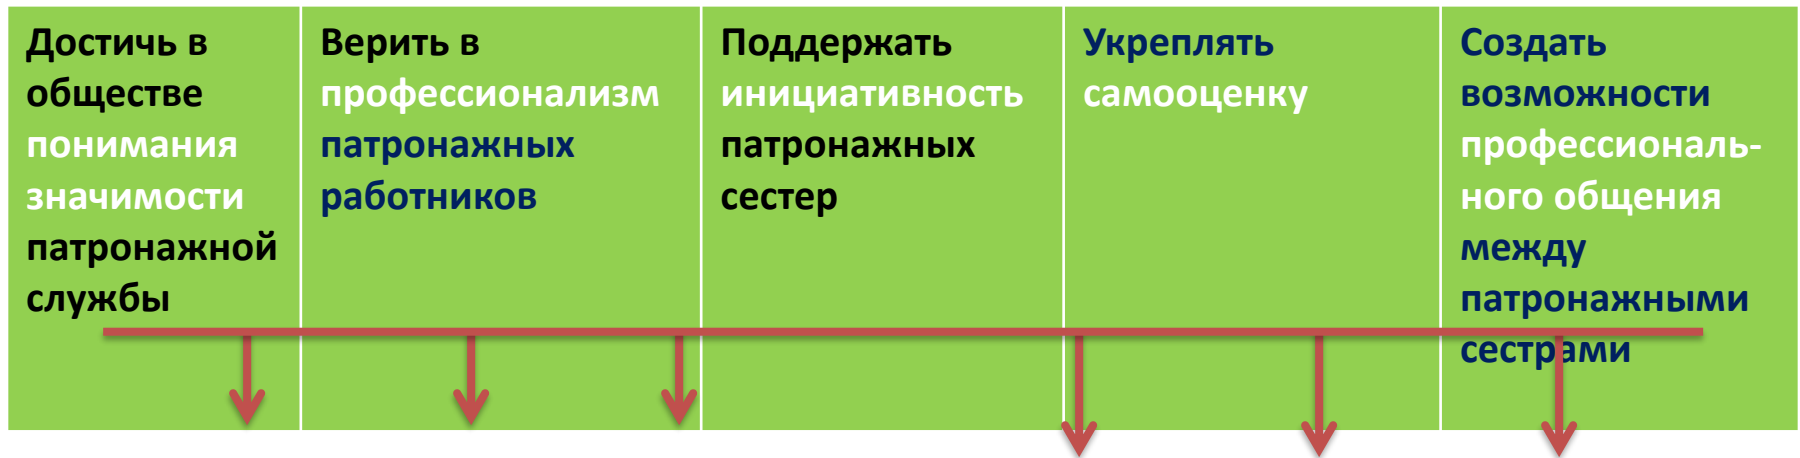 Достичь в
обществе
понимания
значимости
патронажной
службы
Верить в
профессионализм
патронажных
работников
Поддержать
инициативность
патронажных
сестер
Укреплять
самооценку
Создать
возможности
профессиональ-
ного общения
между
патронажными
сестрами